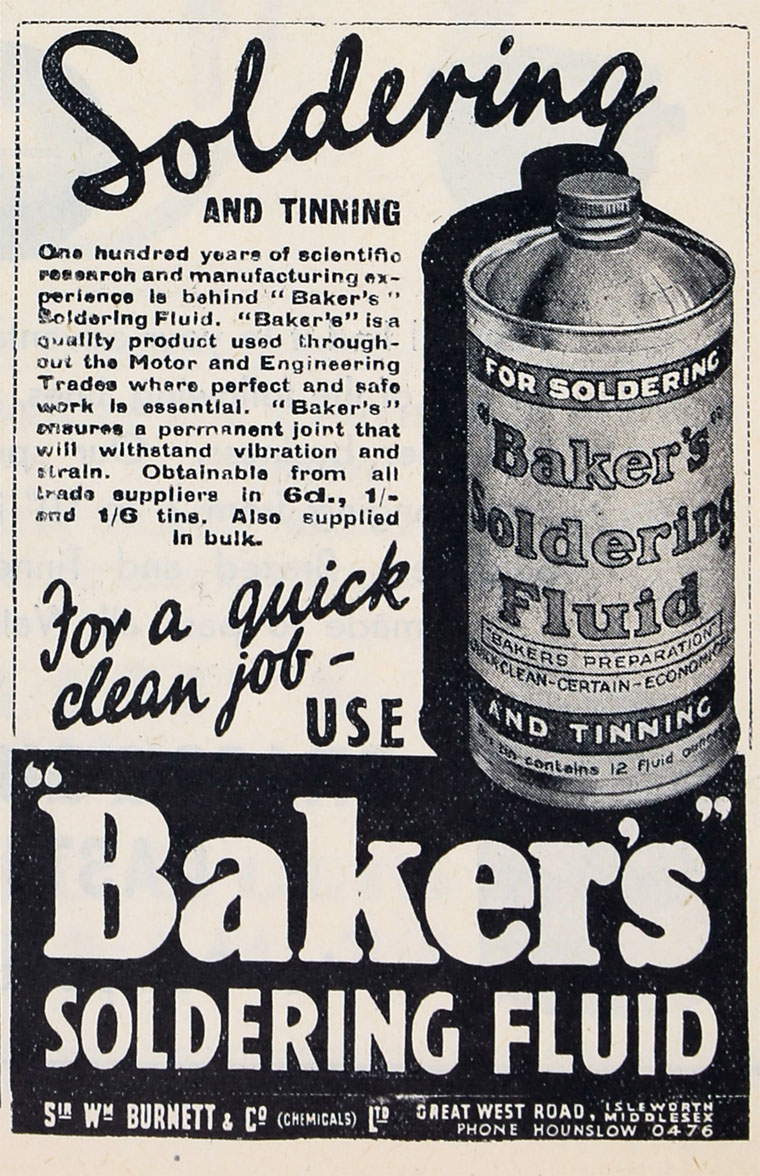 Soldering
AND TINNING
One hundred years of scientific
research and manufacturing ex-
perience is behind "Baker's"
Soldering Fluid. "Baker's" is a
quality product used through-
out the Motor and Engineering
Trades where perfect and safe
work is essential. "Baker's"
ensures a permanent joint that
will withstand vibration and
strain. Obtainable from all
trade suppliers in 6d., 1/-
and 1/6 tins. Also supplied
in bulk.
For a quick
clean job -
USE
FOR SOLDERING
"Baker's"
Soldering
Fluid
BAKERS PREPARATION
CLEAN-CERTAIN-ECONOMICAL
AND TINNING
tin contains 12 fluid
"Baker's"
SOLDERING FLUID
SIR WM BURNETT & CO (CHEMICALS) LTD GREAT WEST ROAD, ISLEWORTH
MIDDLESEX
PHONE HOUNSLOW 0476